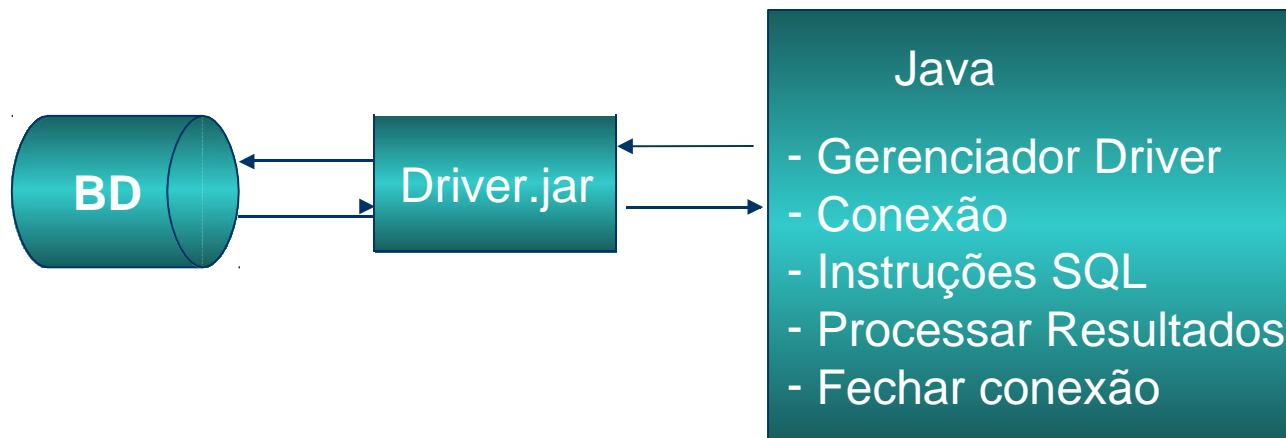 BD
Driver.jar
Java
- Gerenciador Driver
- Conexão
- Instruções SQL
- Processar Resultados
- Fechar conexão